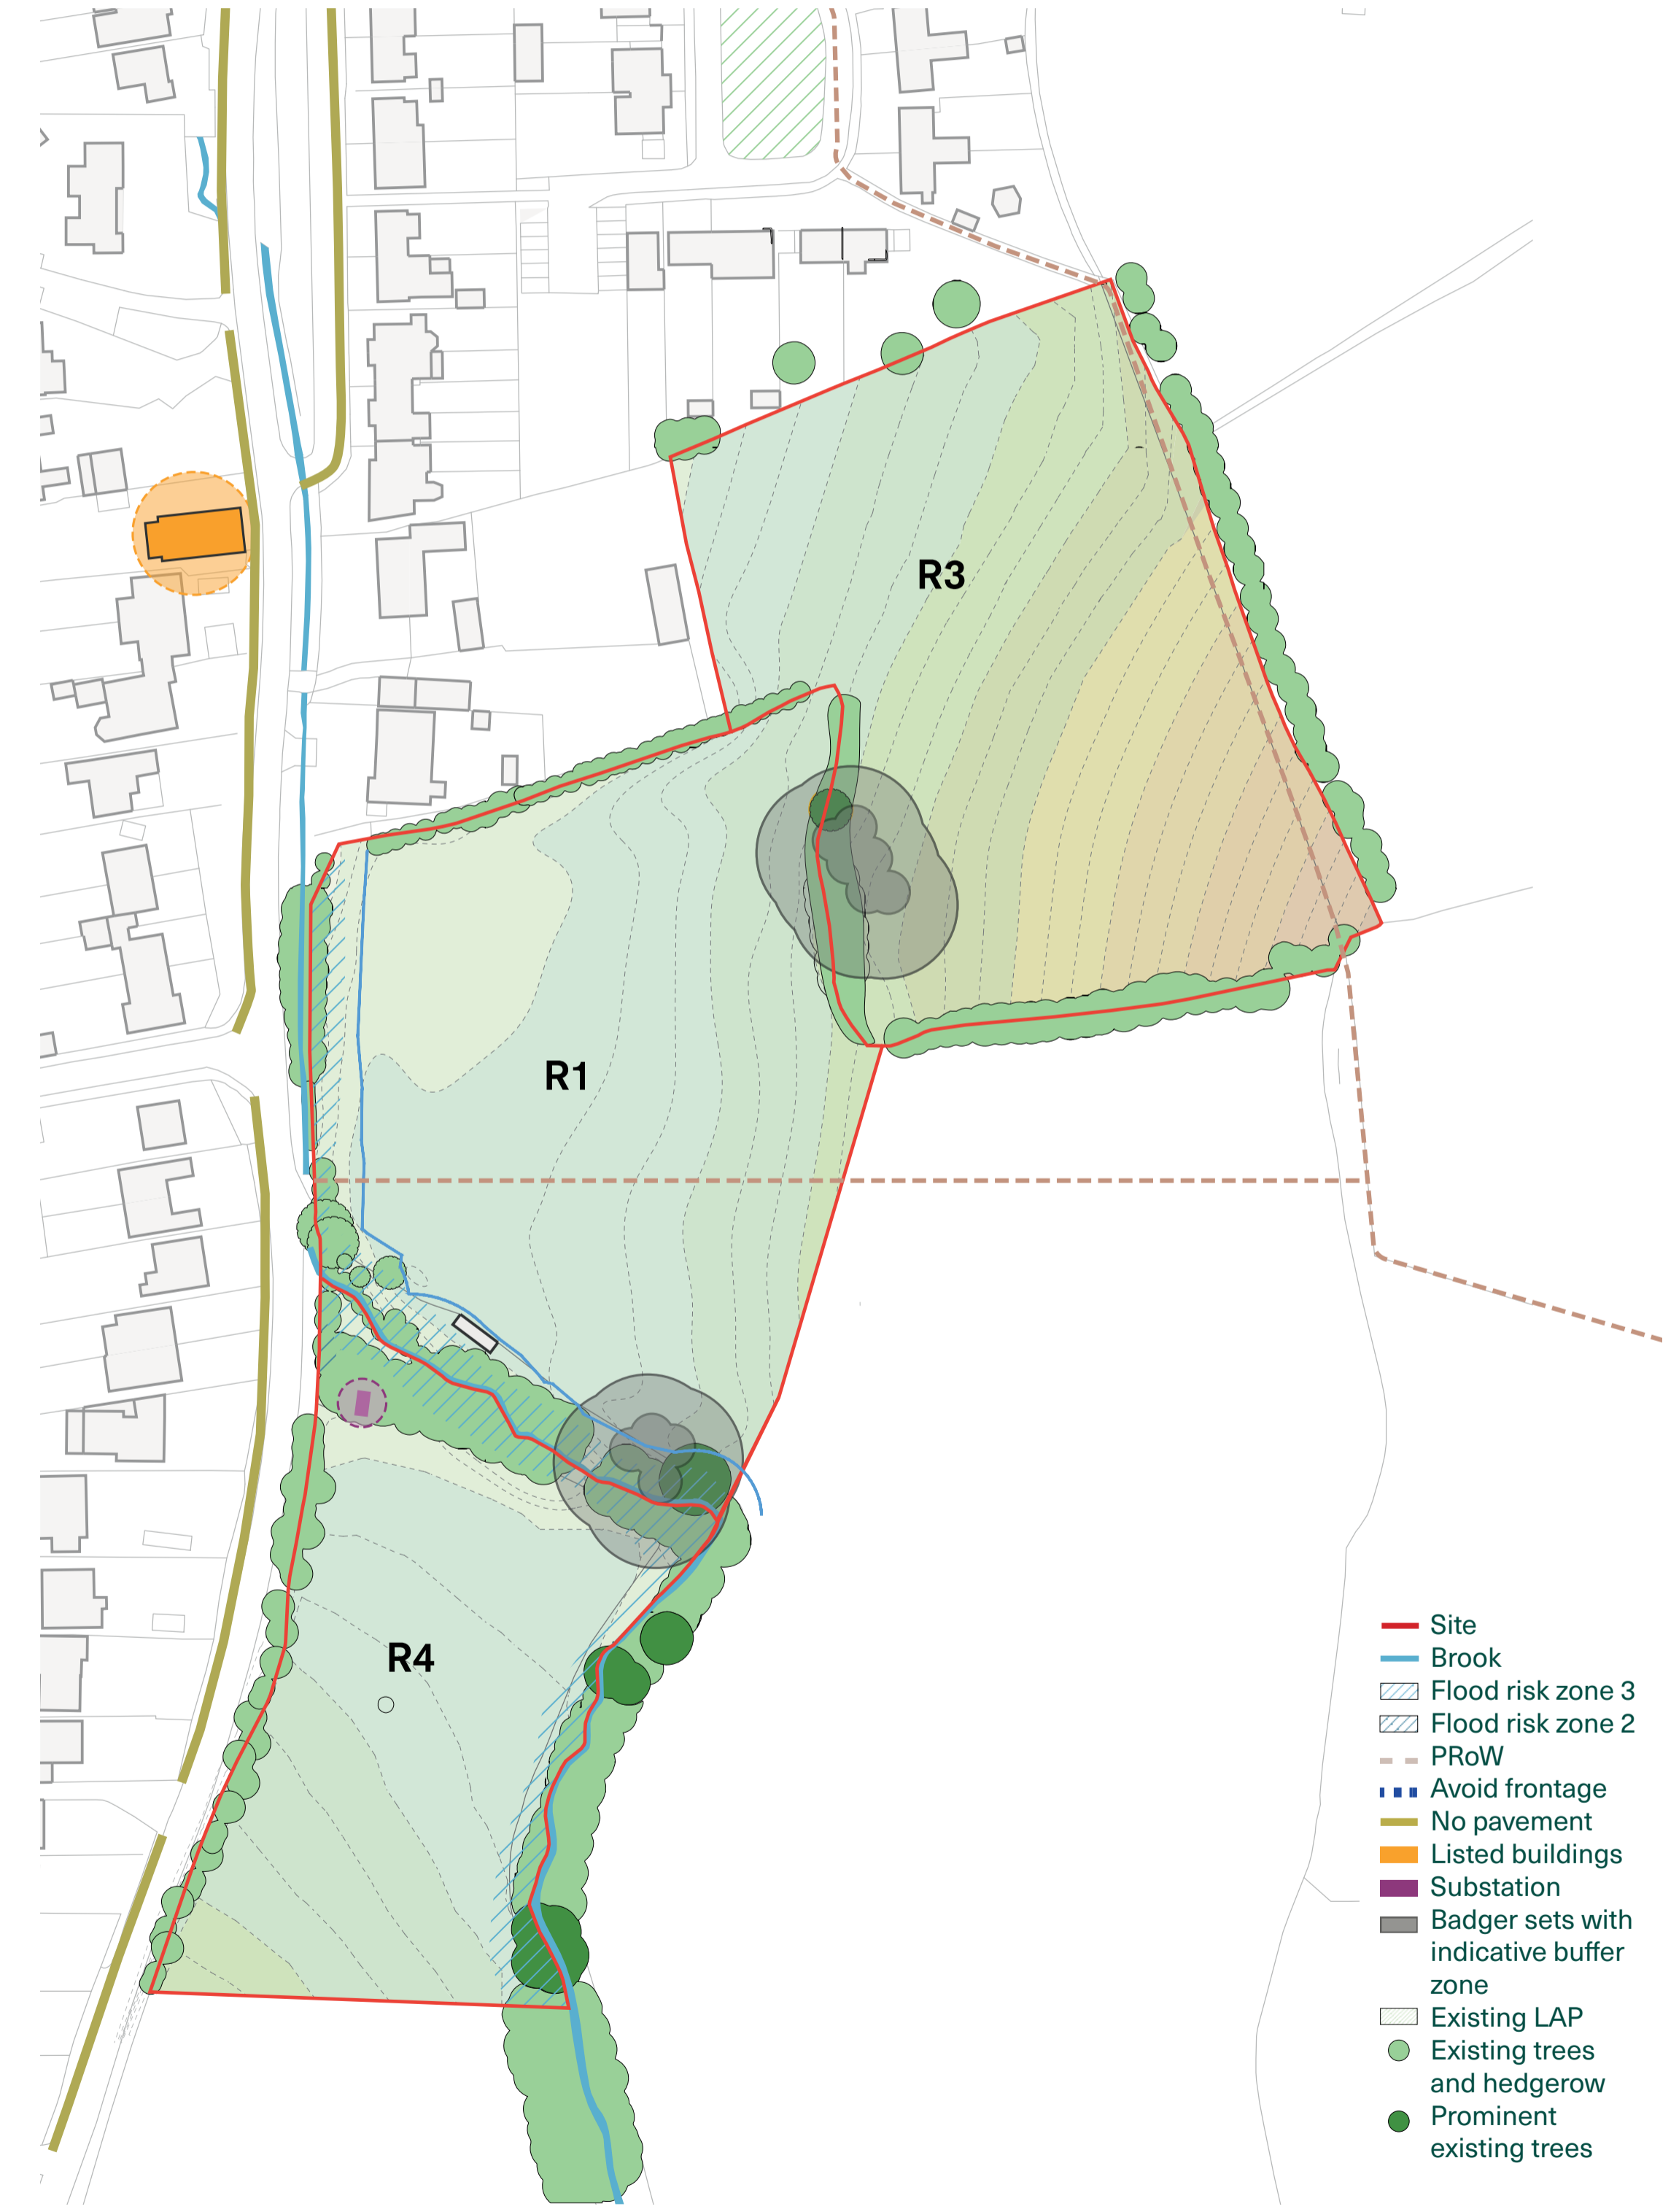 R3
R1
R4
Site
Brook
Flood risk zone 3
Flood risk zone 2
PRoW
Avoid frontage
No pavement
Listed buildings
Substation
Badger sets with
indicative buffer
zone
Existing LAP
Existing trees
and hedgerow
Prominent
existing trees